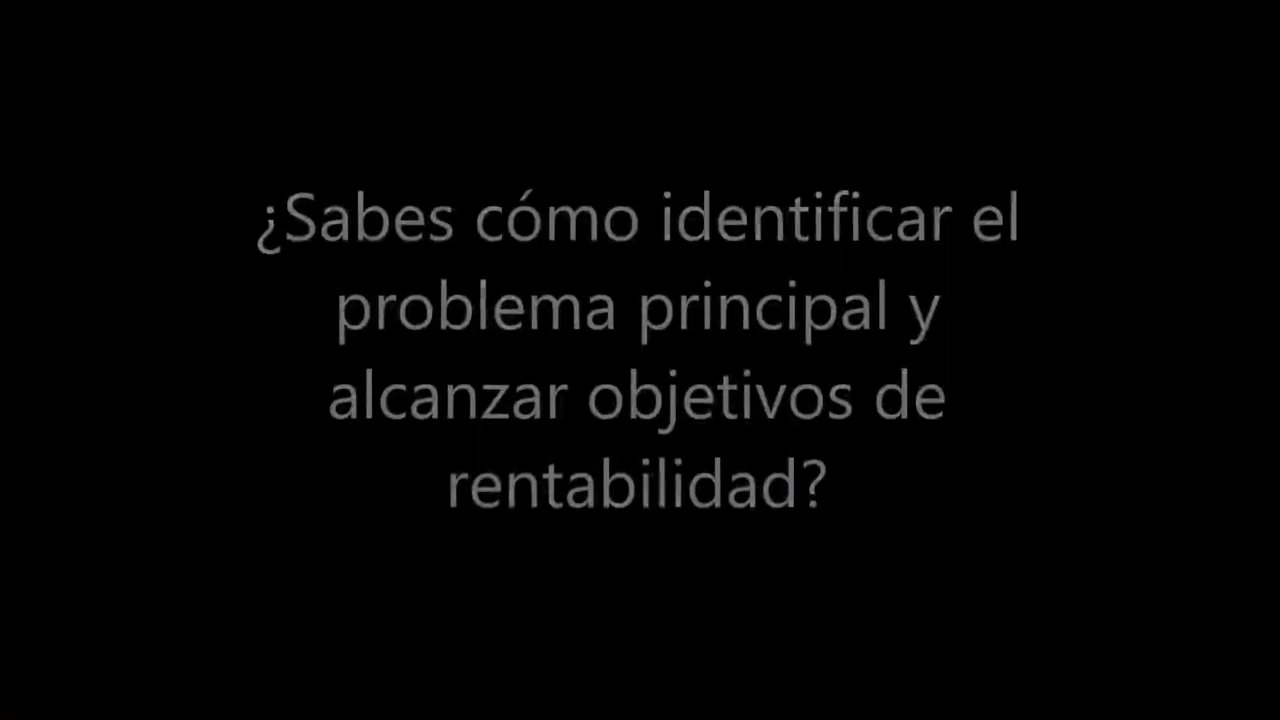 ¿Sabes cómo identificar el
problema principal y
alcanzar objetivos de
rentabilidad?